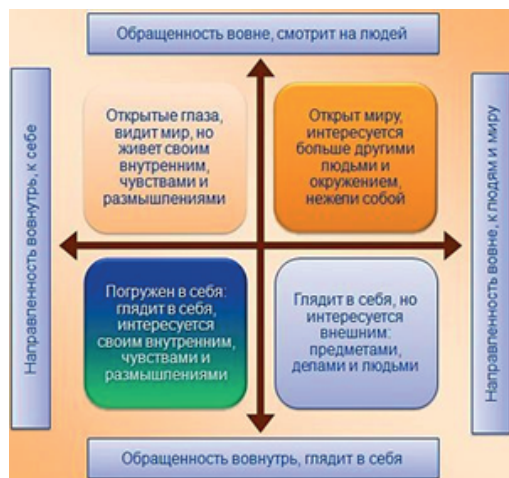 Обращенность вовне, смотрит на людей
Направленность вовнутрь, к себе
Открытые глаза,
видит мир, но
живет своим
внутренним,
чувствами и
размышлениями
Открыт миру,
интересуется
больше другими
людьми и
окружением,
нежели собой
Погружен в себя:
глядит в себя,
интересуется
своим внутренним,
чувствами и
размышлениями
Глядит в себя, но
интересуется
внешним:
предметами,
делами и людьми
Направленность вовне, к людям и миру
Обращенность вовнутрь, глядит в себя